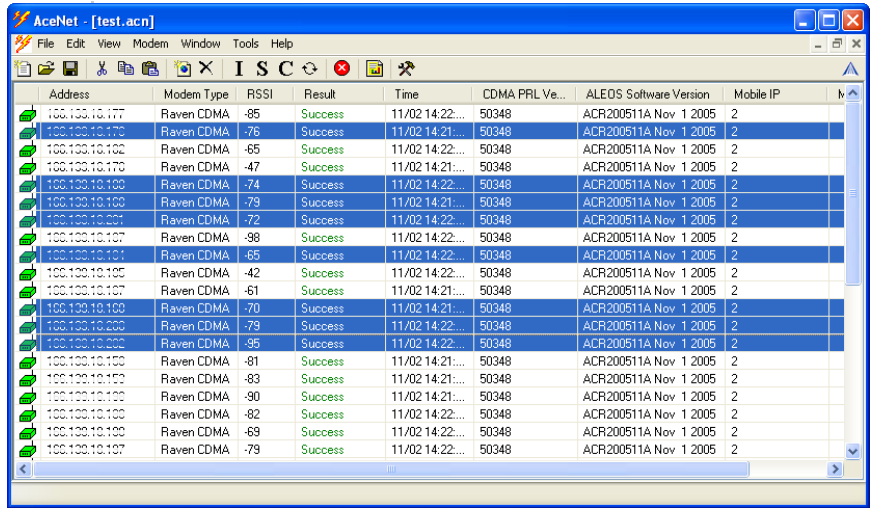 AceNet - [test.acn]
File Edit View Modem Window Tools Help
I S C
Address Modem Type RSSI Result Time CDMA PRL Ve... ALEOS Software Version Mobile IP
Raven CDMA -85 Success 11/02 14:22:... 50348 ACR200511A Nov 1 2005 2
Raven CDMA -76 Success 11/02 14:22:... 50348 ACR200511A Nov 1 2005 2
Raven CDMA -65 Success 11/02 14:22:... 50348 ACR200511A Nov 1 2005 2
Raven CDMA -47 Success 11/02 14:21:... 50348 ACR200511A Nov 1 2005 2
Raven CDMA -74 Success 11/02 14:22:... 50348 ACR200511A Nov 1 2005 2
Raven CDMA -79 Success 11/02 14:21:... 50348 ACR200511A Nov 1 2005 2
Raven CDMA -72 Success 11/02 14:22:... 50348 ACR200511A Nov 1 2005 2
Raven CDMA -98 Success 11/02 14:22:... 50348 ACR200511A Nov 1 2005 2
Raven CDMA -65 Success 11/02 14:21:... 50348 ACR200511A Nov 1 2005 2
Raven CDMA -42 Success 11/02 14:22:... 50348 ACR200511A Nov 1 2005 2
Raven CDMA -61 Success 11/02 14:21:... 50348 ACR200511A Nov 1 2005 2
Raven CDMA -70 Success 11/02 14:21:... 50348 ACR200511A Nov 1 2005 2
Raven CDMA -79 Success 11/02 14:22:... 50348 ACR200511A Nov 1 2005 2
Raven CDMA -95 Success 11/02 14:22:... 50348 ACR200511A Nov 1 2005 2
Raven CDMA -81 Success 11/02 14:21:... 50348 ACR200511A Nov 1 2005 2
Raven CDMA -83 Success 11/02 14:21:... 50348 ACR200511A Nov 1 2005 2
Raven CDMA -90 Success 11/02 14:21:... 50348 ACR200511A Nov 1 2005 2
Raven CDMA -82 Success 11/02 14:22:... 50348 ACR200511A Nov 1 2005 2
Raven CDMA -69 Success 11/02 14:22:... 50348 ACR200511A Nov 1 2005 2
Raven CDMA -79 Success 11/02 14:22:... 50348 ACR200511A Nov 1 2005 2